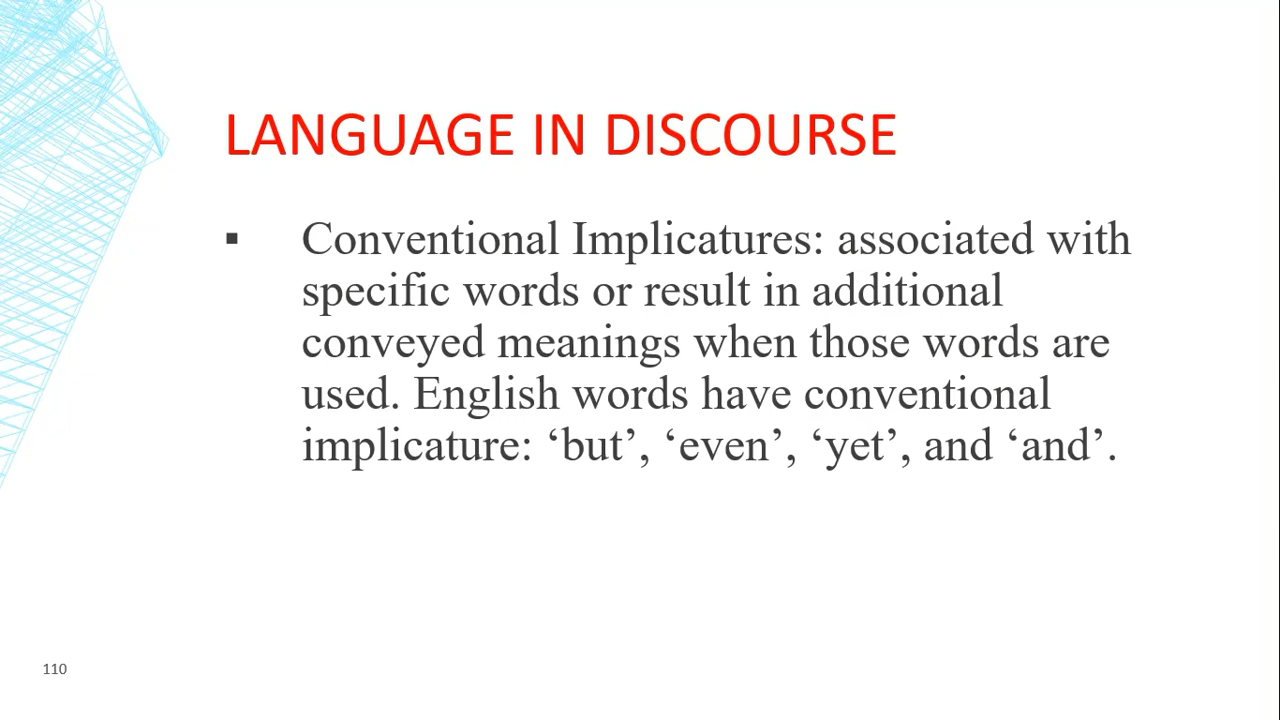 LANGUAGE IN DISCOURSE
▪ Conventional Implicatures: associated with
specific words or result in additional
conveyed meanings when those words are
used. English words have conventional
implicature: ‘but’, ‘even’, ‘yet’, and ‘and’.
110